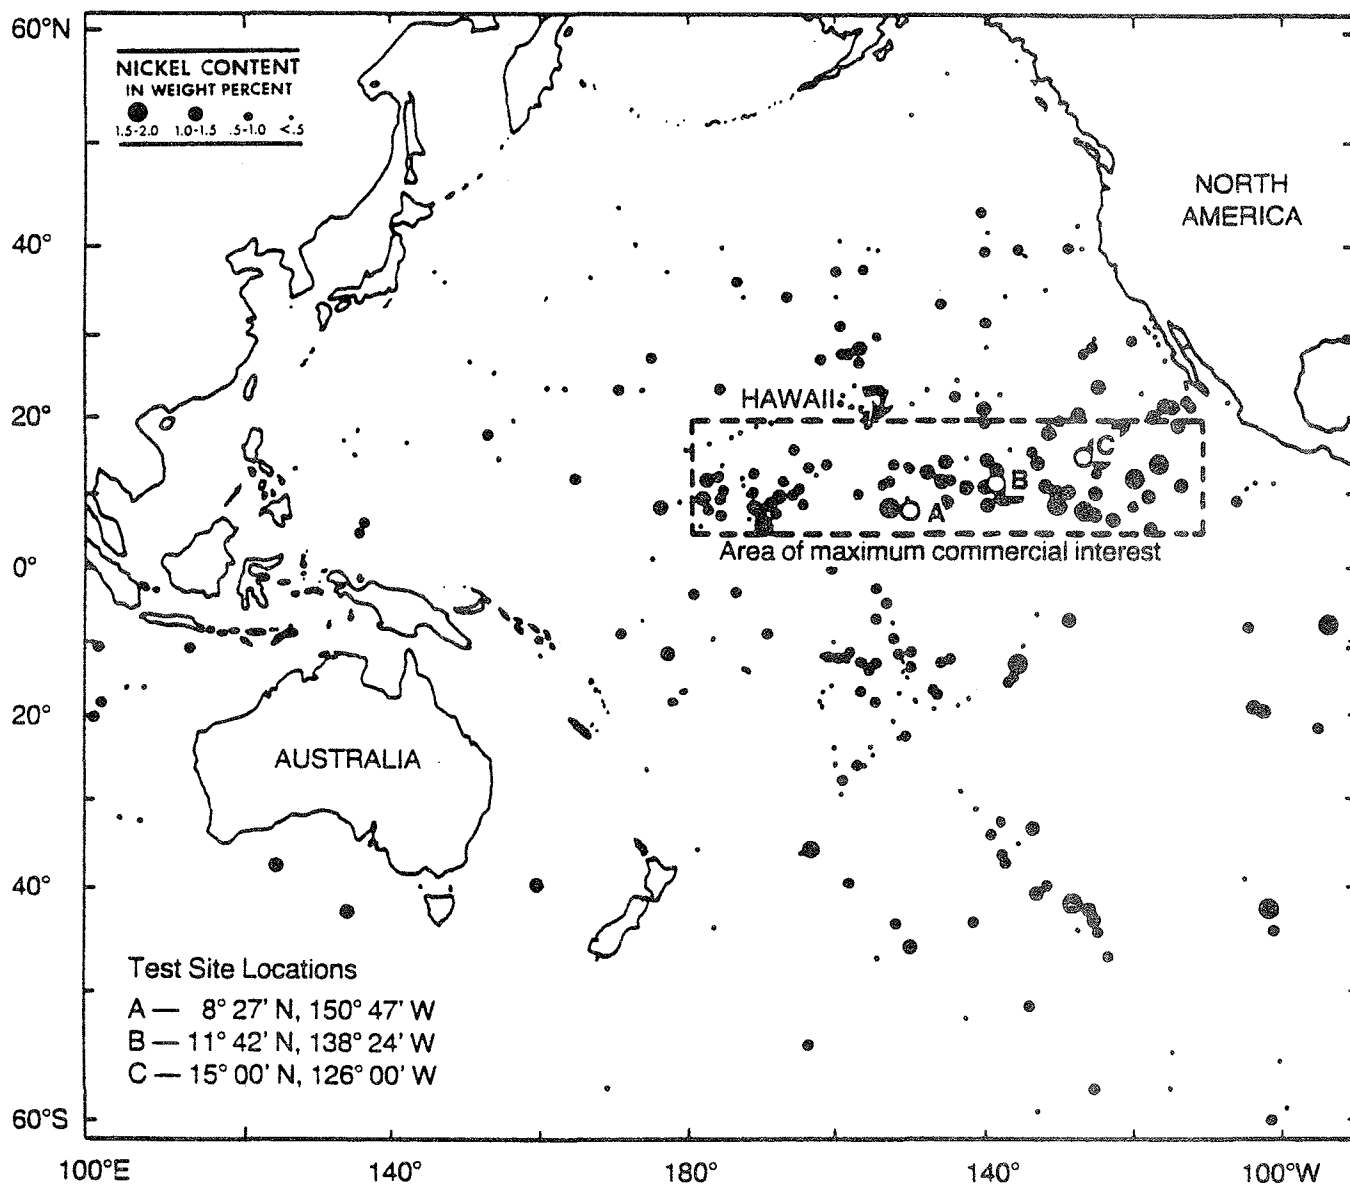 60°N
NICKEL CONTENT
IN WEIGHT PERCENT
1.5-2.0 1.0-1.5 .5-1.0 <.5
NORTH
AMERICA
40°
HAWAII
20°
C
B
A
Area of maximum commercial interest
0°
20°
AUSTRALIA
40°
Test Site Locations
A — 8° 27' N, 150° 47' W
B — 11° 42' N, 138° 24' W
C — 15° 00' N, 126° 00' W
60°S
100°E 140° 180° 140° 100°W